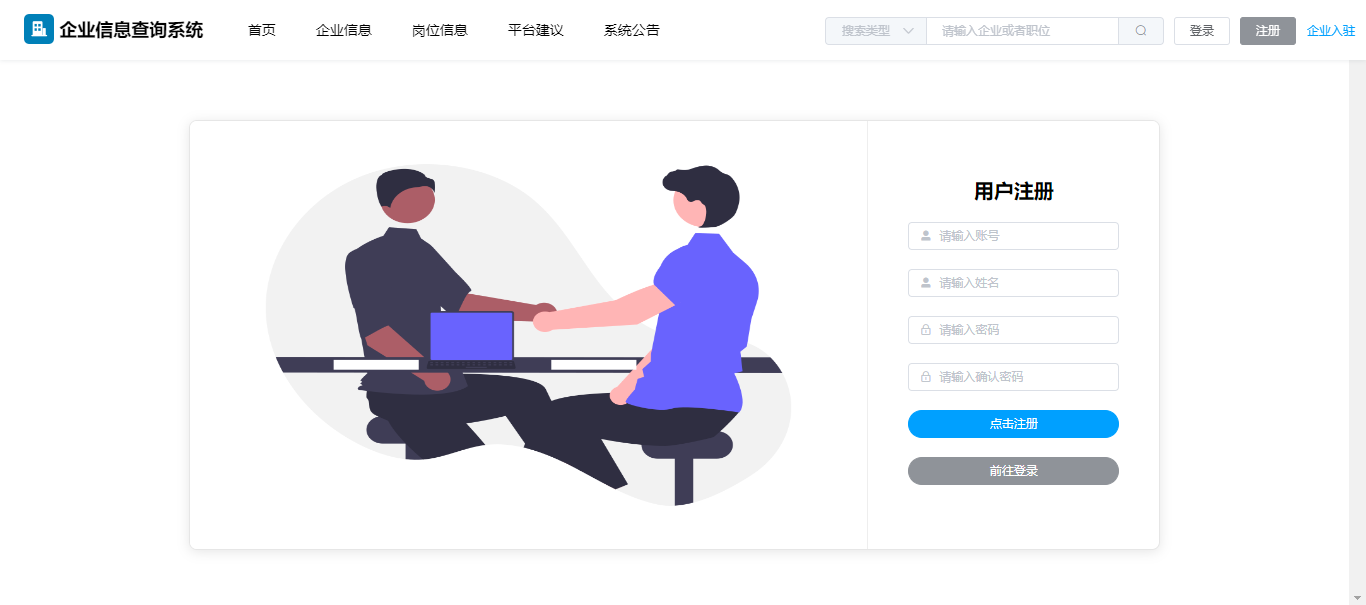 企业信息查询系统
首页
企业信息
岗位信息
平台建议
系统公告
搜索类型
请输入企业或者职位
登录
注册
企业入驻
用户注册
请输入账号
请输入姓名
请输入密码
请输入确认密码
点击注册
前往登录